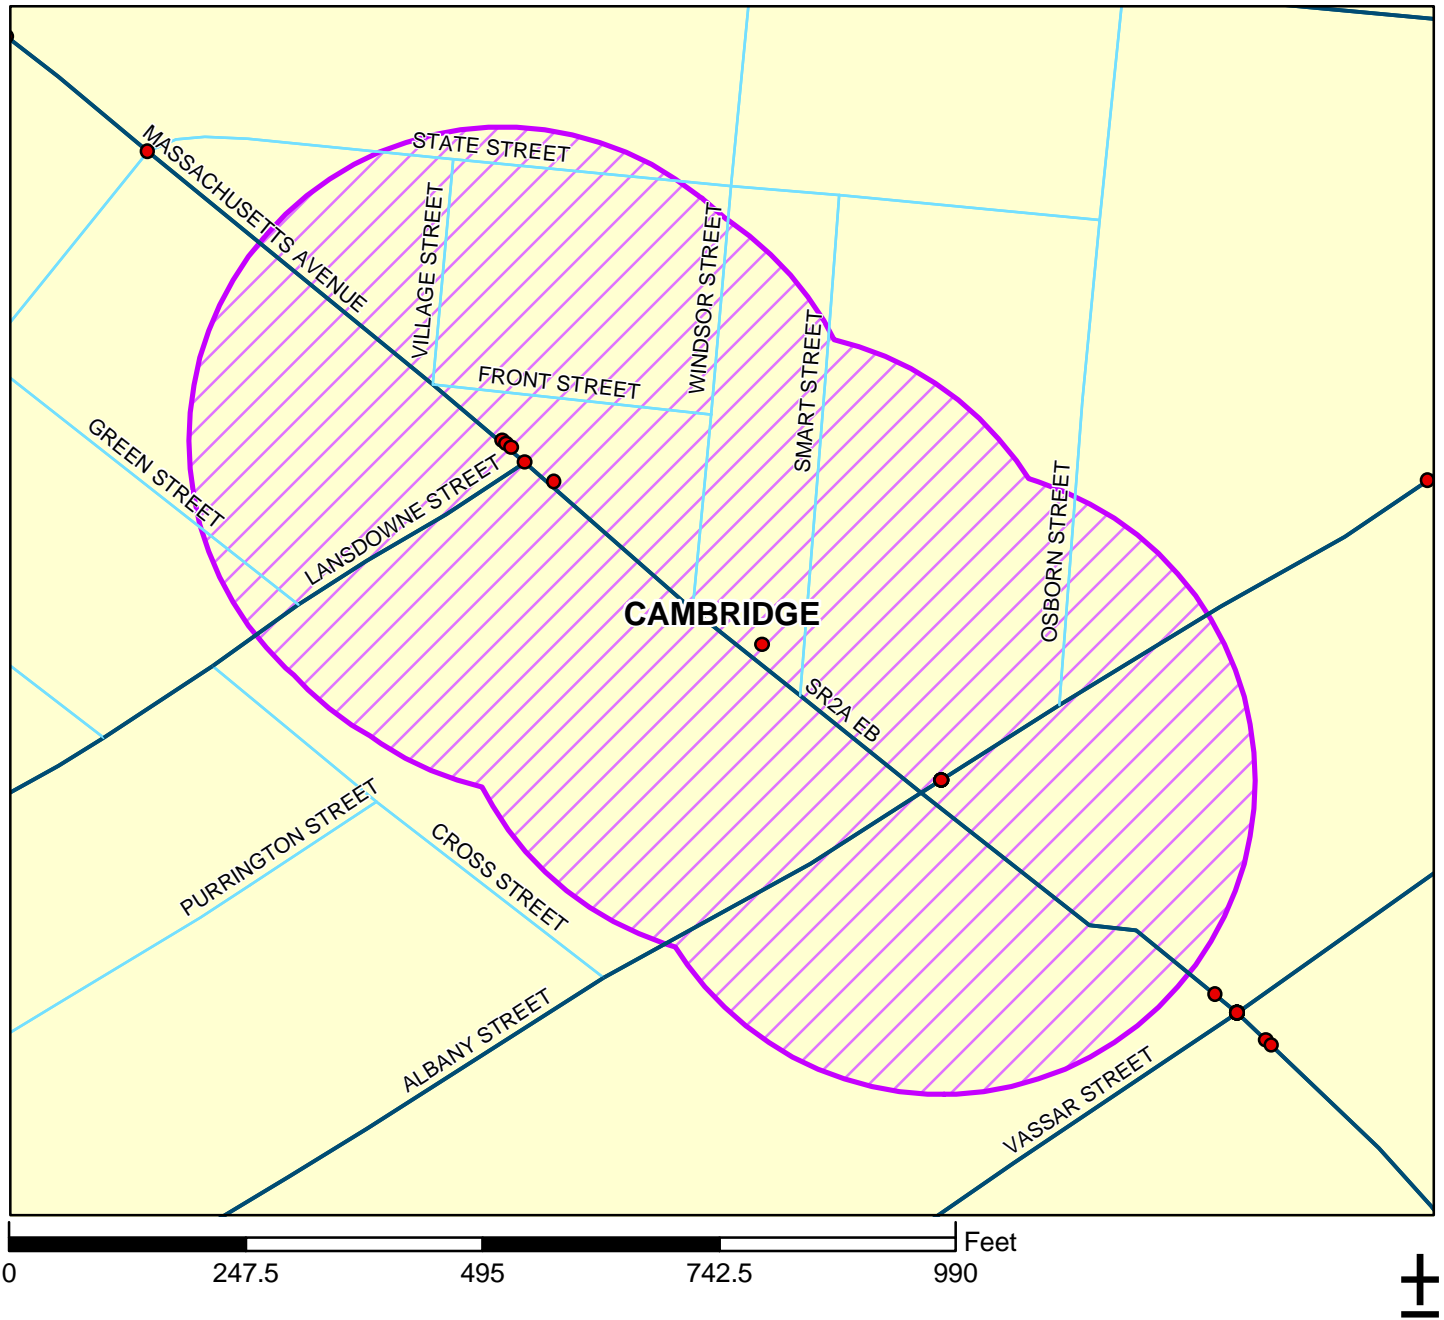 STATE STREET
MASSACHUSETTS AVENUE
VILLAGE STREET
WINDSOR STREET
SMART STREET
FRONT STREET
GREEN STREET
LANSDOWNE STREET
OSBORN STREET
CAMBRIDGE
SR2A EB
PURRINGTON STREET
CROSS STREET
ALBANY STREET
VASSAR STREET
Feet
0 247.5 495 742.5 990